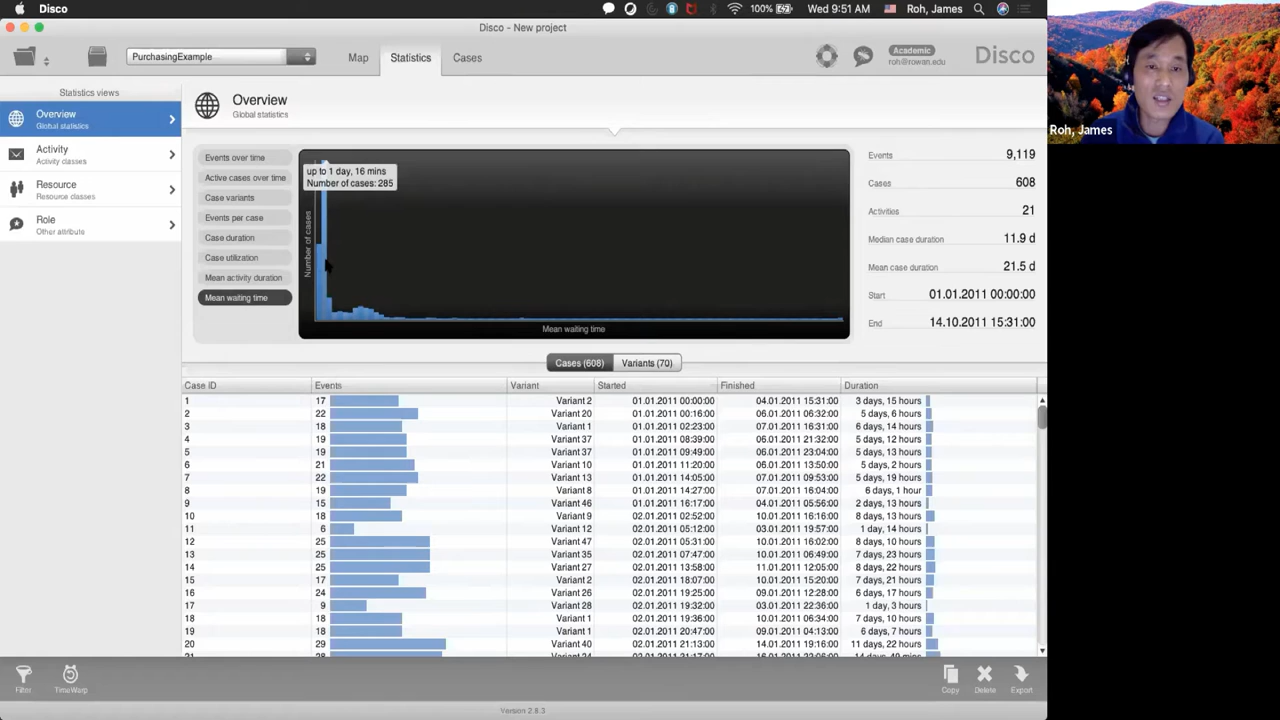 Disco
100%
Wed 9:51 AM
Roh, James
Disco - New project
PurchasingExample
Map
Statistics
Cases
Academic
roh@rowan.edu
Disco
Roh, James
Statistics views
Overview
Global statistics
Activity
Activity classes
Resource
Resource classes
Role
Other attribute
Overview
Global statistics
Events over time
Active cases over time
Case variants
Events per case
Case duration
Case utilization
Mean activity duration
Mean waiting time
up to 1 day, 16 mins
Number of cases: 285
Number of cases
Mean waiting time
Events 9,119
Cases 608
Activities 21
Median case duration 11.9 d
Mean case duration 21.5 d
Start 01.01.2011 00:00:00
End 14.10.2011 15:31:00
Cases (608) Variants (70)
Case ID Events Variant Started Finished Duration
1 17 Variant 2 01.01.2011 00:00:00 04.01.2011 15:31:00 3 days, 15 hours
2 22 Variant 20 01.01.2011 00:16:00 06.01.2011 06:32:00 5 days, 6 hours
3 18 Variant 1 01.01.2011 02:23:00 07.01.2011 16:31:00 6 days, 14 hours
4 19 Variant 37 01.01.2011 08:39:00 06.01.2011 21:32:00 5 days, 12 hours
5 19 Variant 37 01.01.2011 09:49:00 06.01.2011 23:04:00 5 days, 13 hours
6 21 Variant 10 01.01.2011 11:20:00 06.01.2011 13:50:00 5 days, 2 hours
7 22 Variant 13 01.01.2011 14:05:00 07.01.2011 09:53:00 5 days, 19 hours
8 19 Variant 8 01.01.2011 14:27:00 07.01.2011 16:04:00 6 days, 1 hour
9 15 Variant 46 01.01.2011 16:17:00 04.01.2011 05:56:00 2 days, 13 hours
10 18 Variant 9 02.01.2011 02:52:00 10.01.2011 16:16:00 8 days, 13 hours
11 6 Variant 12 02.01.2011 05:12:00 03.01.2011 19:57:00 1 day, 14 hours
12 25 Variant 47 02.01.2011 05:31:00 10.01.2011 16:02:00 8 days, 10 hours
13 25 Variant 35 02.01.2011 07:47:00 10.01.2011 06:49:00 7 days, 23 hours
14 25 Variant 27 02.01.2011 13:58:00 11.01.2011 12:05:00 8 days, 22 hours
15 17 Variant 2 02.01.2011 18:07:00 10.01.2011 15:20:00 7 days, 21 hours
16 24 Variant 26 02.01.2011 19:25:00 09.01.2011 12:28:00 6 days, 17 hours
17 9 Variant 28 02.01.2011 19:32:00 03.01.2011 22:36:00 1 day, 3 hours
18 18 Variant 1 02.01.2011 19:36:00 10.01.2011 06:34:00 7 days, 10 hours
19 18 Variant 1 02.01.2011 20:47:00 09.01.2011 04:13:00 6 days, 7 hours
20 29 Variant 40 02.01.2011 21:13:00 14.01.2011 19:16:00 11 days, 22 hours
Filter
TimeWarp
Copy
Delete
Export
Version 2.8.3